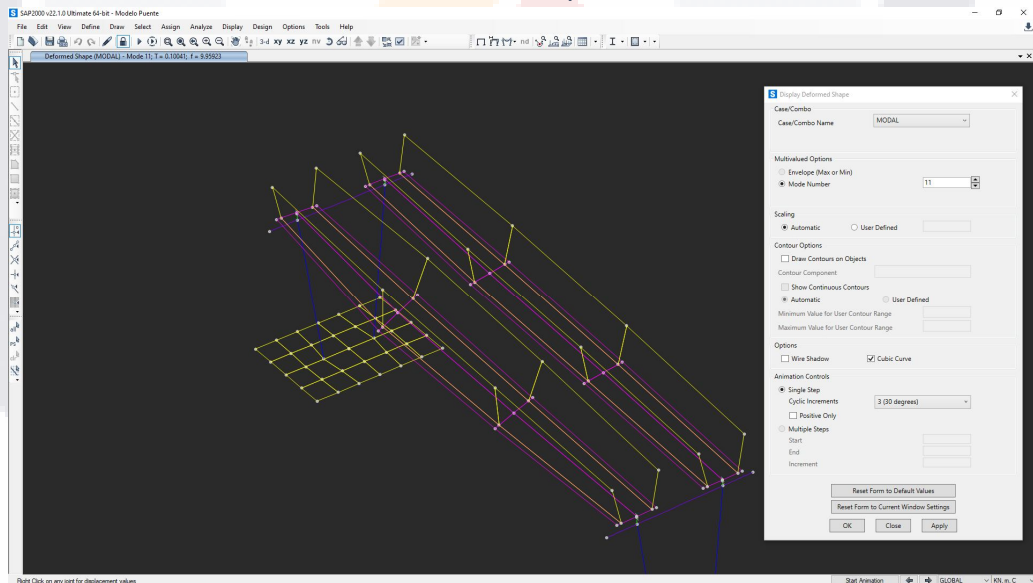 SAP2000 v22.1.0 Ultimate 64-bit - Modelo Puente
File Edit View Define Draw Select Assign Analyze Display Design Options Tools Help
3-d xy xz yz nv
nd
Deformed Shape (MODAL) - Mode 11; T = 0.10041; f = 9.95923
Display Deformed Shape
Case/Combo
Case/Combo Name MODAL
Multivalued Options
Envelope (Max or Min)
Mode Number 11
Scaling
Automatic User Defined
Contour Options
Draw Contours on Objects
Contour Component
Show Continuous Contours
Automatic User Defined
Minimum Value for User Contour Range
Maximum Value for User Contour Range
Options
Wire Shadow Cubic Curve
Animation Controls
Single Step
Cyclic Increments 3 (30 degrees)
Positive Only
Multiple Steps
Start
End
Increment
Reset Form to Default Values
Reset Form to Current Window Settings
OK Close Apply
Right Click on any joint for displacement values
Start Animation GLOBAL KN, m, C